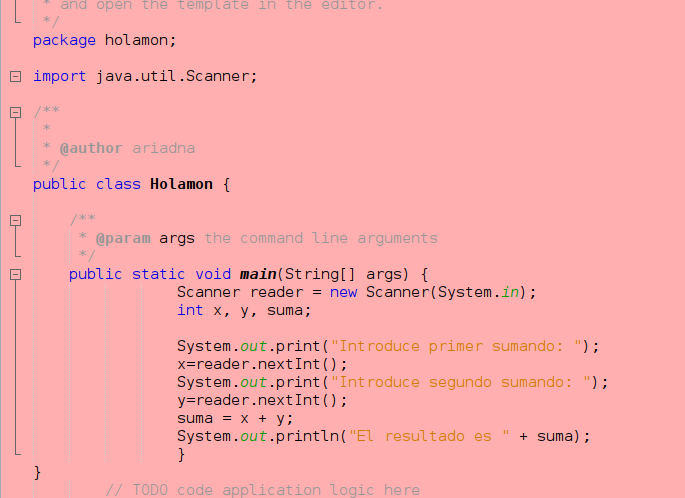 * and open the template in the editor.
*/
package holamon;
import java.util.Scanner;
/**
*
* @author ariadna
*/
public class Holamon {
/**
* @param args the command line arguments
*/
public static void main(String[] args) {
Scanner reader = new Scanner(System.in);
int x, y, suma;
System.out.print("Introduce primer sumando: ");
x=reader.nextInt();
System.out.print("Introduce segundo sumando: ");
y=reader.nextInt();
suma = x + y;
System.out.println("El resultado es " + suma);
}
}
// TODO code application logic here